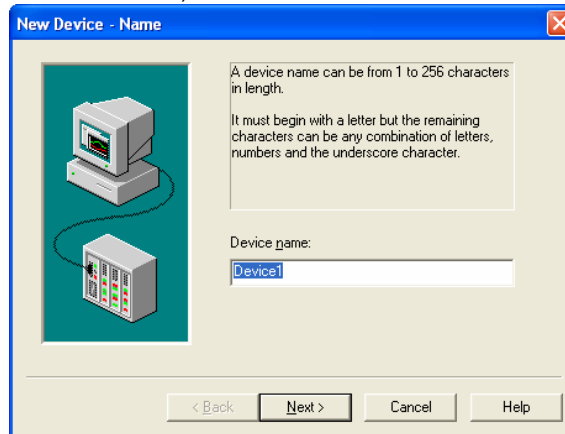 New Device - Name
A device name can be from 1 to 256 characters
in length.
It must begin with a letter but the remaining
characters can be any combination of letters,
numbers and the underscore character.
Device name:
Device1
< Back
Next >
Cancel
Help